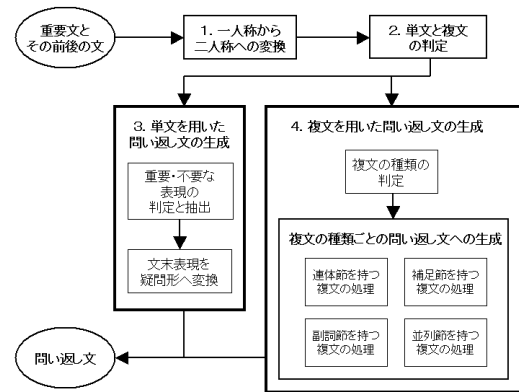 重要文と
その前後の文
1. 一人称から
二人称への変換
2. 単文と複文
の判定
3. 単文を用いた
問い返し文の生成
重要・不要な
表現の
判定と抽出
文末表現を
疑問形へ変換
4. 複文を用いた問い返し文の生成
複文の種類の
判定
複文の種類ごとの問い返し文への生成
連体節を持つ
複文の処理
補足節を持つ
複文の処理
副詞節を持つ
複文の処理
並列節を持つ
複文の処理
問い返し文